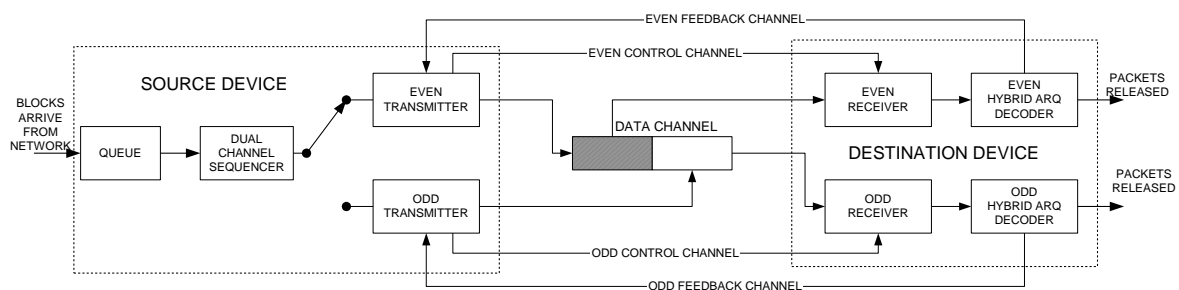 EVEN FEEDBACK CHANNEL
EVEN CONTROL CHANNEL
SOURCE DEVICE
BLOCKS
ARRIVE
FROM
NETWORK
QUEUE
DUAL
CHANNEL
SEQUENCER
EVEN
TRANSMITTER
ODD
TRANSMITTER
DATA CHANNEL
EVEN
RECEIVER
EVEN
HYBRID ARQ
DECODER
PACKETS
RELEASED
DESTINATION DEVICE
ODD
RECEIVER
ODD
HYBRID ARQ
DECODER
PACKETS
RELEASED
ODD CONTROL CHANNEL
ODD FEEDBACK CHANNEL